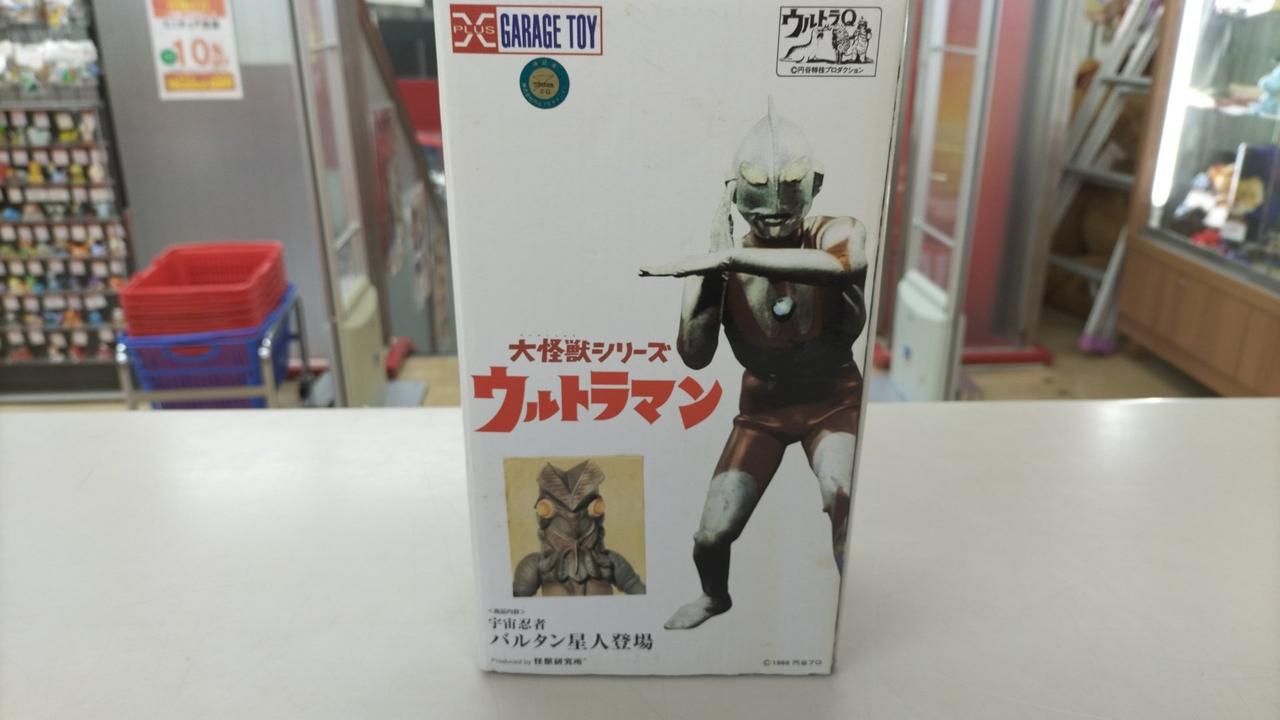 X PLUS
GARAGE TOY
ウルトラQ
©円谷特技プロダクション
大怪獣シリーズ
ウルトラマン
<商品内容>
宇宙忍者
バルタン星人登場
Produced by 怪獣研究所
©1966 円谷プロ
10%